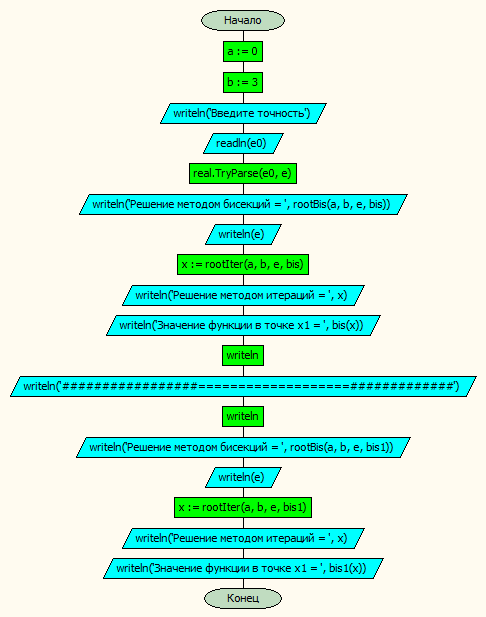 Начало
a := 0
b := 3
writeln('Введите точность')
readln(e0)
real.TryParse(e0, e)
writeln('Решение методом бисекций = ', rootBis(a, b, e, bis))
writeln(e)
x := rootIter(a, b, e, bis)
writeln('Решение методом итераций = ', x)
writeln('Значение функции в точке x1 = ', bis(x))
writeln
writeln('#################===================#############')
writeln
writeln('Решение методом бисекций = ', rootBis(a, b, e, bis1))
writeln(e)
x := rootIter(a, b, e, bis1)
writeln('Решение методом итераций = ', x)
writeln('Значение функции в точке x1 = ', bis1(x))
Конец